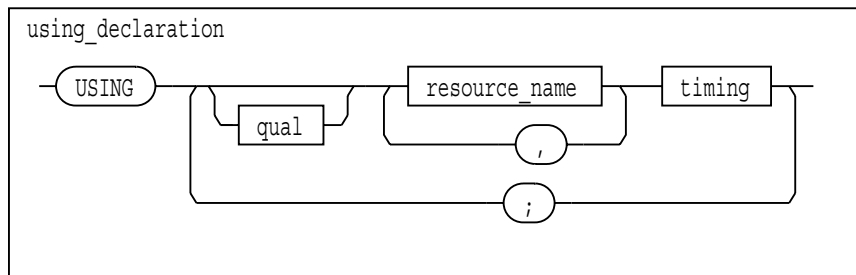 using_declaration
USING resource_name timing
qual
,
;